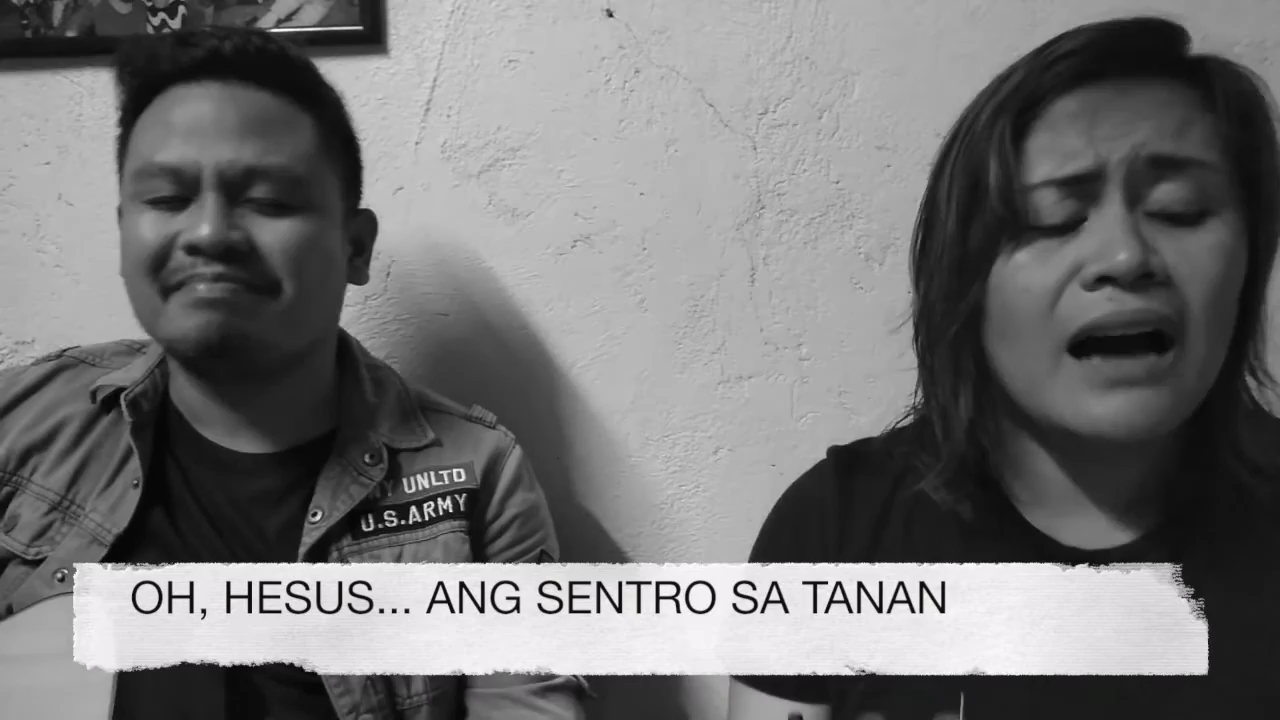 UNLTD
U.S.ARMY
OH, HESUS... ANG SENTRO SA TANAN